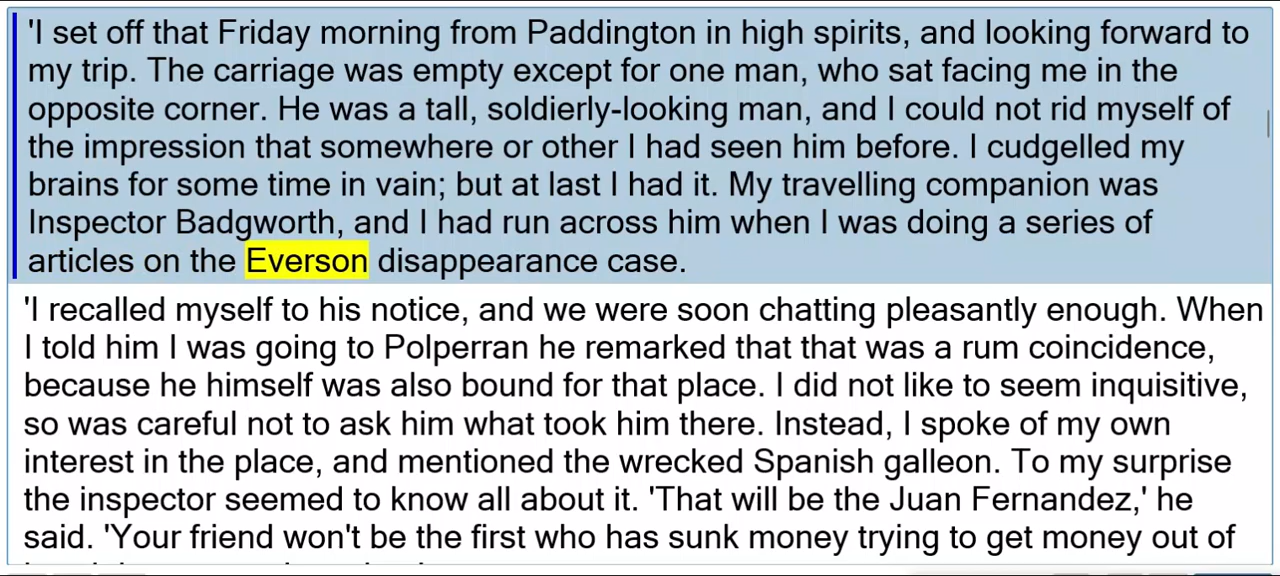 'I set off that Friday morning from Paddington in high spirits, and looking forward to
my trip. The carriage was empty except for one man, who sat facing me in the
opposite corner. He was a tall, soldierly-looking man, and I could not rid myself of
the impression that somewhere or other I had seen him before. I cudgelled my
brains for some time in vain; but at last I had it. My travelling companion was
Inspector Badgworth, and I had run across him when I was doing a series of
articles on the Everson disappearance case.
'I recalled myself to his notice, and we were soon chatting pleasantly enough. When
I told him I was going to Polperran he remarked that that was a rum coincidence,
because he himself was also bound for that place. I did not like to seem inquisitive,
so was careful not to ask him what took him there. Instead, I spoke of my own
interest in the place, and mentioned the wrecked Spanish galleon. To my surprise
the inspector seemed to know all about it. 'That will be the Juan Fernandez,' he
said. 'Your friend won't be the first who has sunk money trying to get money out of